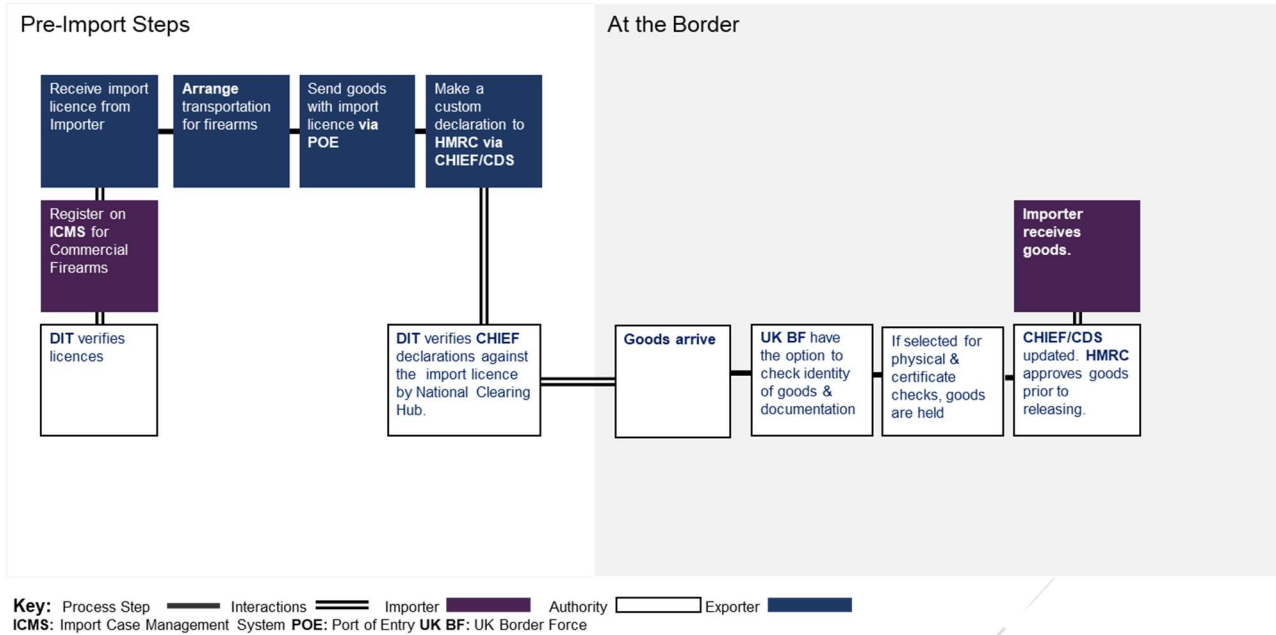 Pre-Import Steps
At the Border
Receive import
licence from
Importer
Arrange
transportation
for firearms
Send goods
with import
licence via
POE
Make a
custom
declaration to
HMRC via
CHIEF/CDS
Register on
ICMS for
Commercial
Firearms
Importer
receives
goods.
DIT verifies
licences
DIT verifies CHIEF
declarations against
the import licence
by National Clearing
Hub.
Goods arrive
UK BF have
the option to
check identity
of goods &
documentation
If selected for
physical &
certificate
checks, goods
are held
CHIEF/CDS
updated. HMRC
approves goods
prior to
releasing.
Key: Process Step Interactions Importer Authority Exporter
ICMS: Import Case Management System POE: Port of Entry UK BF: UK Border Force